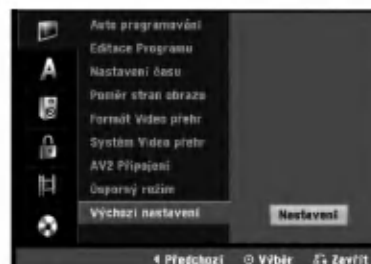 Auto programování
Editace Programu
Nastavení času
Poměr stran obrazu
Formát Video přehr
Systém Video přehr
AV2 Připojení
Úsporný režim
Výchozí nastavení
Nastavení
Předchozí Výběr Zavřít